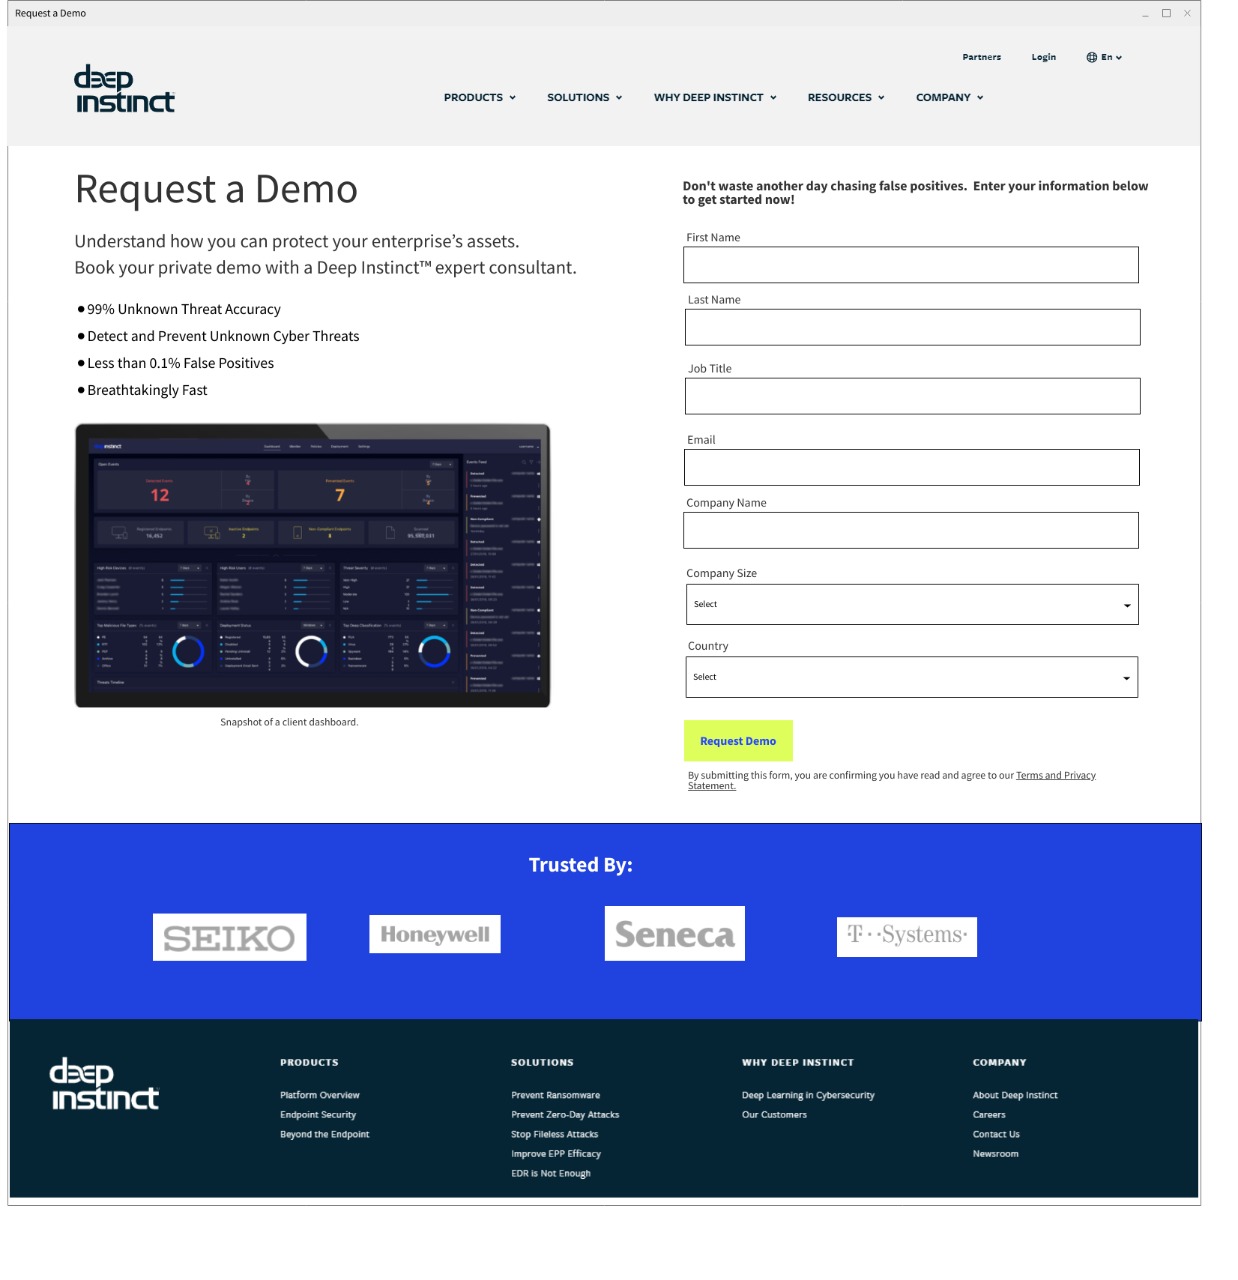 Request a Demo
Partners
Login
En
deep
instinct
PRODUCTS
SOLUTIONS
WHY DEEP INSTINCT
RESOURCES
COMPANY
Request a Demo
Understand how you can protect your enterprise's assets.
Book your private demo with a Deep Instinct™ expert consultant.
99% Unknown Threat Accuracy
Detect and Prevent Unknown Cyber Threats
Less than 0.1% False Positives
Breathtakingly Fast
12
7
Snapshot of a client dashboard.
Don't waste another day chasing false positives. Enter your information below
to get started now!
First Name
Last Name
Job Title
Email
Company Name
Company Size
Select
Country
Select
Request Demo
By submitting this form, you are confirming you have read and agree to our Terms and Privacy
Statement.
Trusted By:
SEIKO
Honeywell
Seneca
T··Systems·
deep
instinct
PRODUCTS
Platform Overview
Endpoint Security
Beyond the Endpoint
SOLUTIONS
Prevent Ransomware
Prevent Zero-Day Attacks
Stop Fileless Attacks
Improve EPP Efficacy
EDR is Not Enough
WHY DEEP INSTINCT
Deep Learning in Cybersecurity
Our Customers
COMPANY
About Deep Instinct
Careers
Contact Us
Newsroom